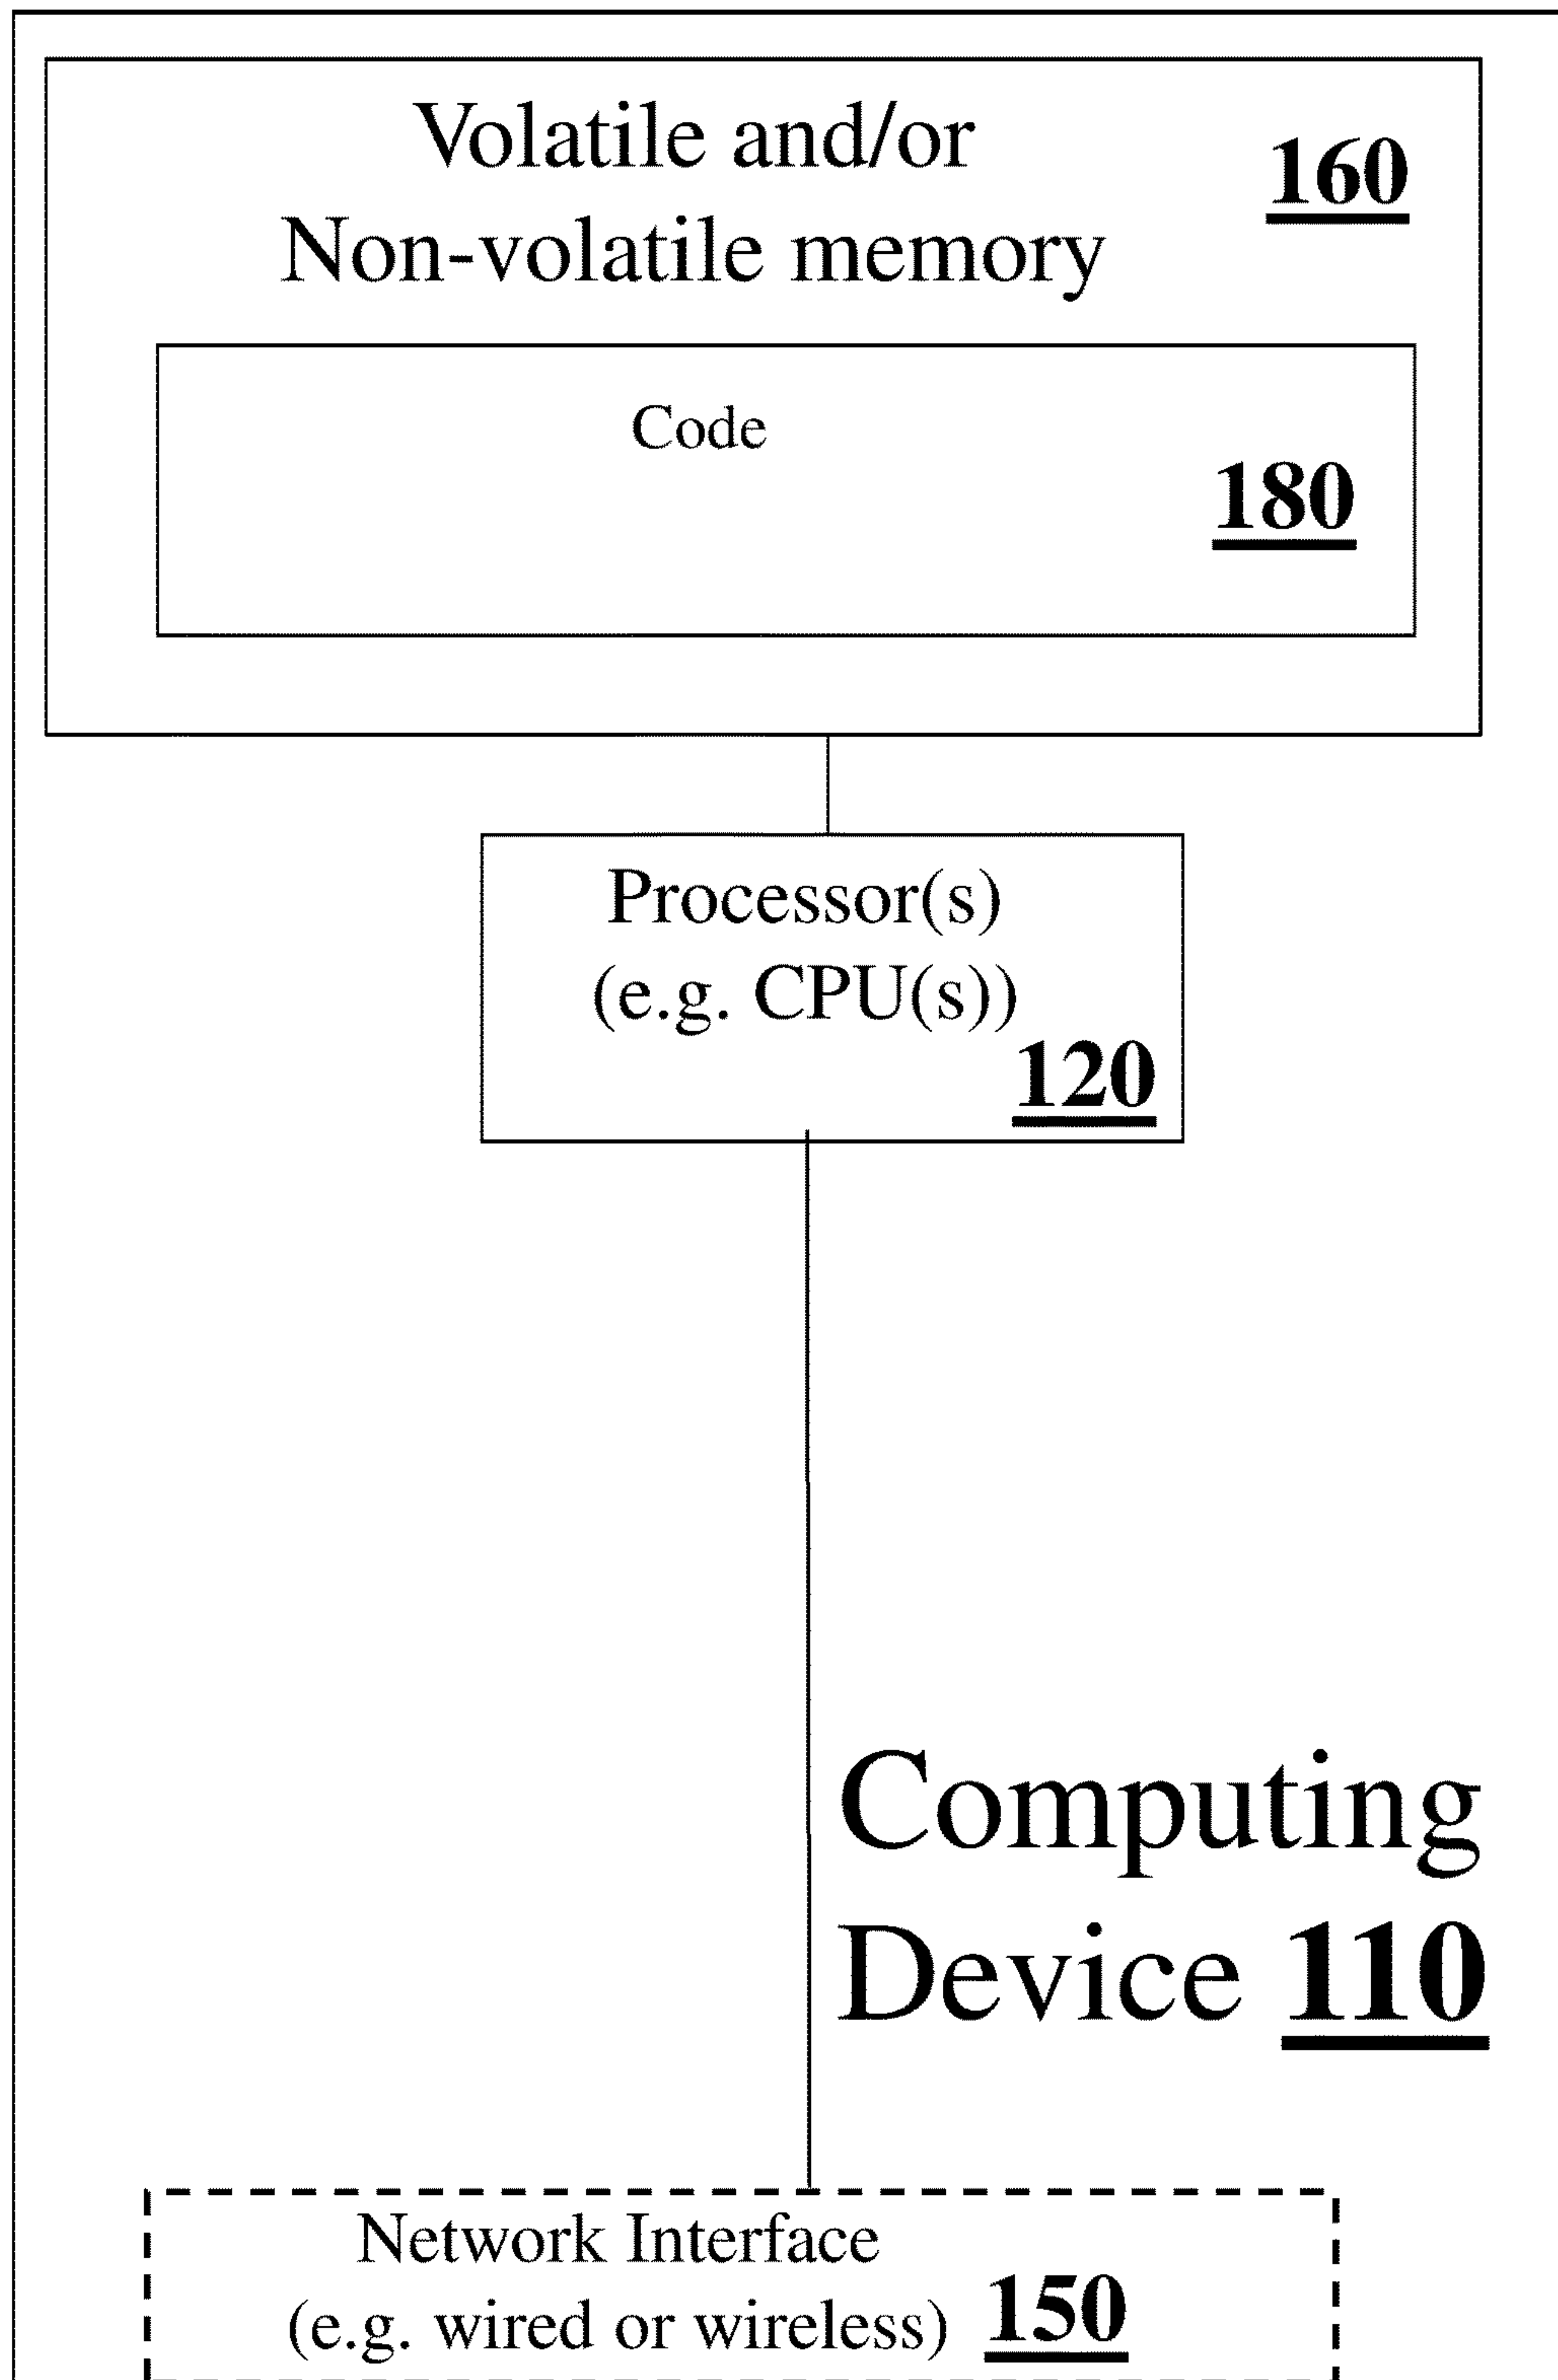 Volatile and/or
Non-volatile memory
160
Code
180
Processor(s)
(e.g. CPU(s))
120
Computing
Device 110
Network Interface
(e.g. wired or wireless) 150